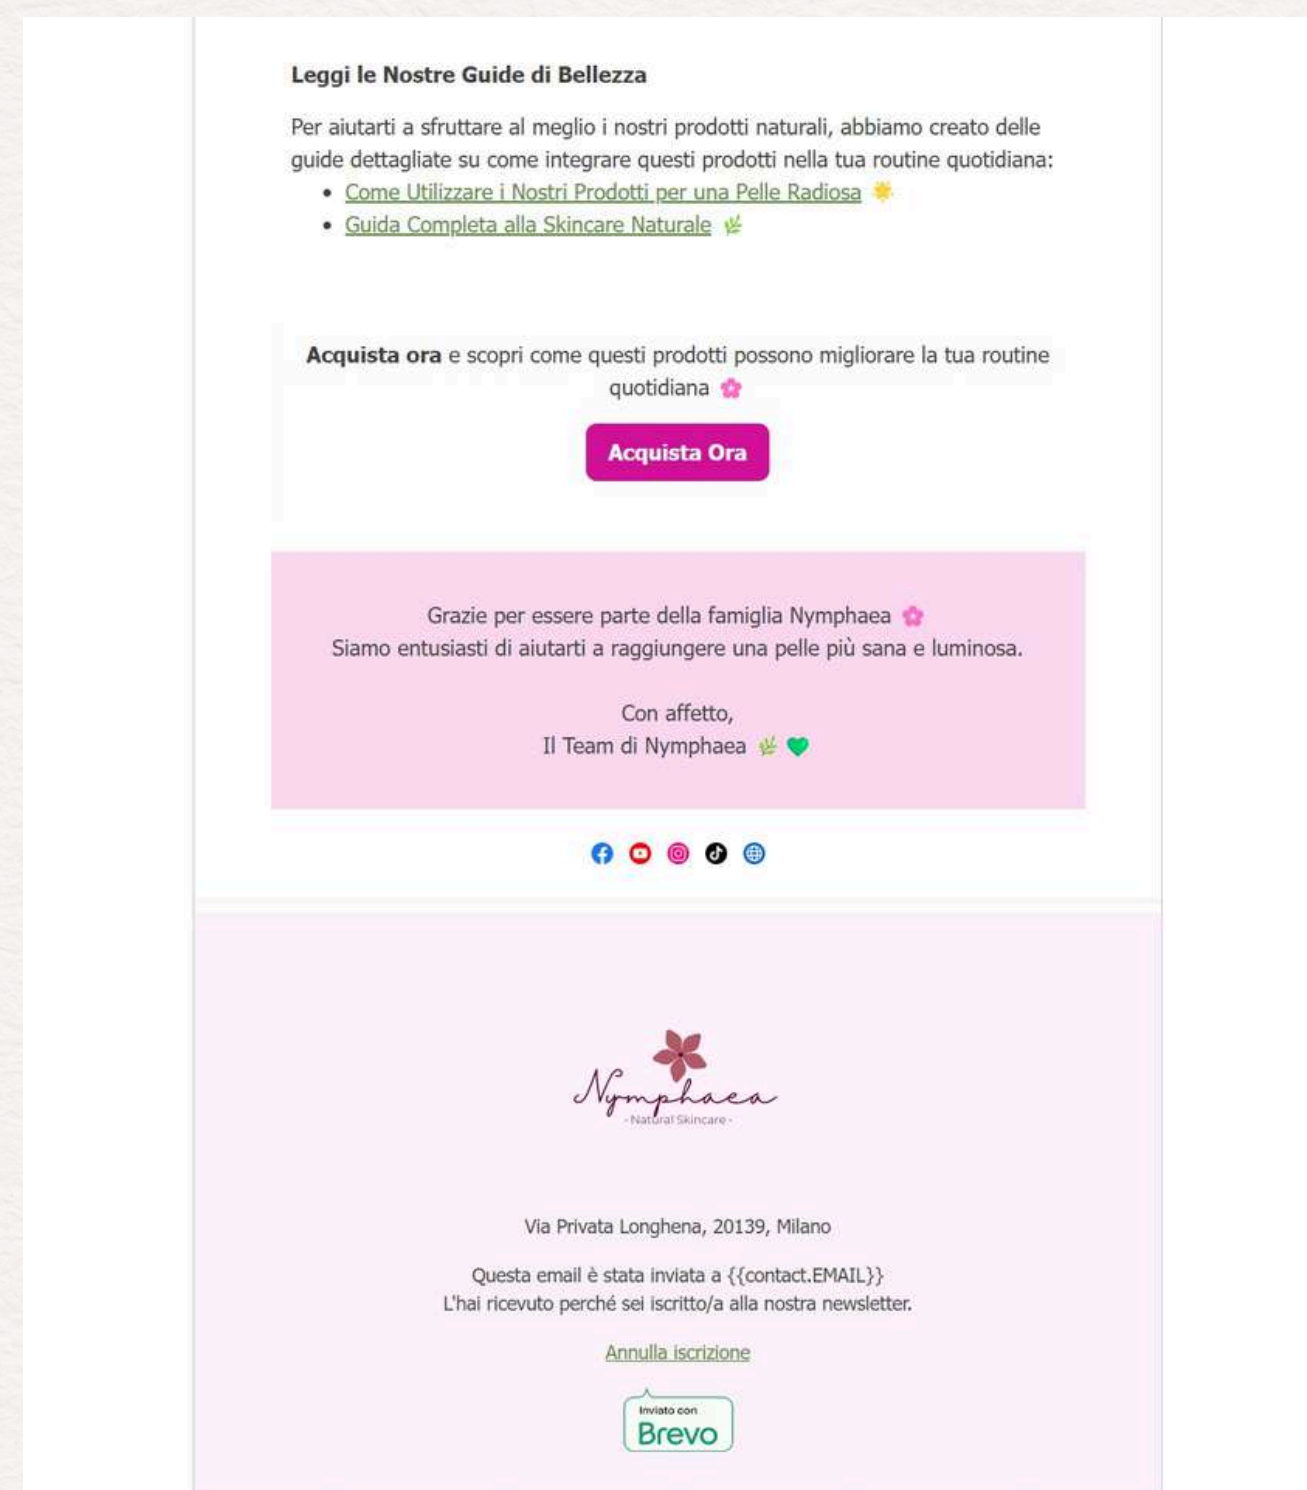 Leggi le Nostre Guide di Bellezza
Per aiutarti a sfruttare al meglio i nostri prodotti naturali, abbiamo creato delle
guide dettagliate su come integrare questi prodotti nella tua routine quotidiana:
• Come Utilizzare i Nostri Prodotti per una Pelle Radiosa 🌟
• Guida Completa alla Skincare Naturale 🌿
Acquista ora e scopri come questi prodotti possono migliorare la tua routine
quotidiana 🌸
Acquista Ora
Grazie per essere parte della famiglia Nymphaea 🌸
Siamo entusiasti di aiutarti a raggiungere una pelle più sana e luminosa.
Con affetto,
Il Team di Nymphaea 🌿 💚
Nymphaea
- Natural Skincare -
Via Privata Longhena, 20139, Milano
Questa email è stata inviata a {{contact.EMAIL}}
L'hai ricevuto perché sei iscritto/a alla nostra newsletter.
Annulla iscrizione
Inviato con
Brevo